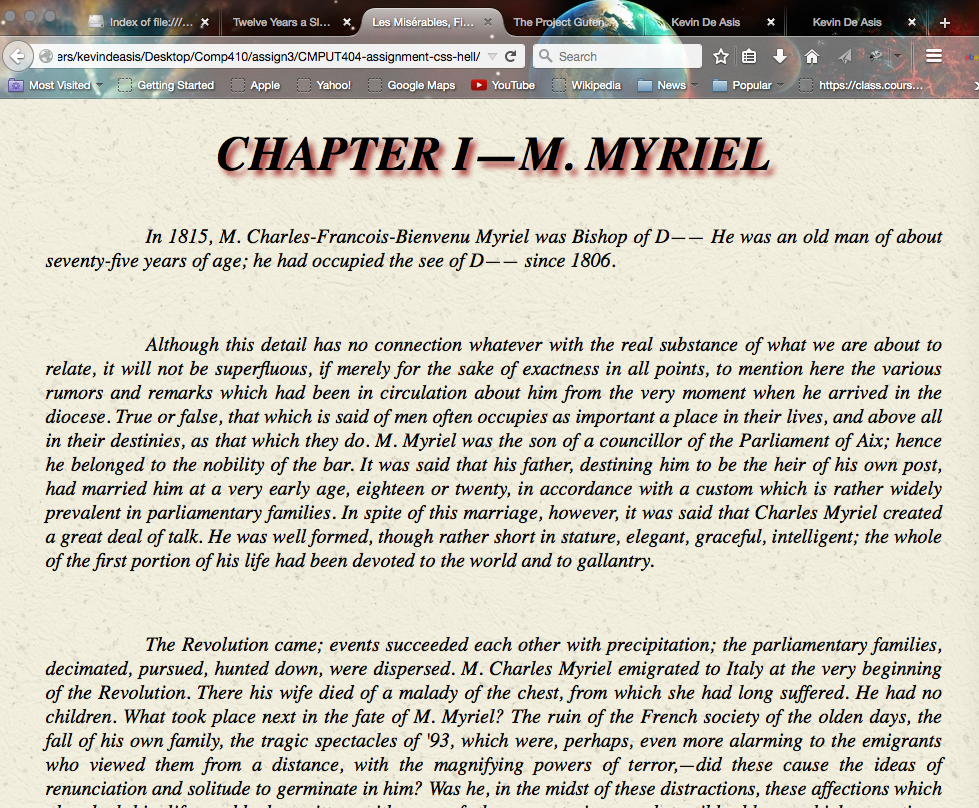 Index of file:///...
Twelve Years a Sl...
Les Misérables, Fi...
The Project Guten
Kevin De Asis
Kevin De Asis
ers/kevindeasis/Desktop/Comp410/assign3/CMPUT404-assignment-css-hell/
Search
Most Visited
Getting Started
Apple
Yahoo!
Google Maps
YouTube
Wikipedia
News
Popular
https://class.cours...
CHAPTER I—M. MYRIEL
In 1815, M. Charles-Francois-Bienvenu Myriel was Bishop of D—— He was an old man of about
seventy-five years of age; he had occupied the see of D—— since 1806.
Although this detail has no connection whatever with the real substance of what we are about to
relate, it will not be superfluous, if merely for the sake of exactness in all points, to mention here the various
rumors and remarks which had been in circulation about him from the very moment when he arrived in the
diocese. True or false, that which is said of men often occupies as important a place in their lives, and above all
in their destinies, as that which they do. M. Myriel was the son of a councillor of the Parliament of Aix; hence
he belonged to the nobility of the bar. It was said that his father, destining him to be the heir of his own post,
had married him at a very early age, eighteen or twenty, in accordance with a custom which is rather widely
prevalent in parliamentary families. In spite of this marriage, however, it was said that Charles Myriel created
a great deal of talk. He was well formed, though rather short in stature, elegant, graceful, intelligent; the whole
of the first portion of his life had been devoted to the world and to gallantry.
The Revolution came; events succeeded each other with precipitation; the parliamentary families,
decimated, pursued, hunted down, were dispersed. M. Charles Myriel emigrated to Italy at the very beginning
of the Revolution. There his wife died of a malady of the chest, from which she had long suffered. He had no
children. What took place next in the fate of M. Myriel? The ruin of the French society of the olden days, the
fall of his own family, the tragic spectacles of '93, which were, perhaps, even more alarming to the emigrants
who viewed them from a distance, with the magnifying powers of terror,—did these cause the ideas of
renunciation and solitude to germinate in him? Was he, in the midst of these distractions, these affections which